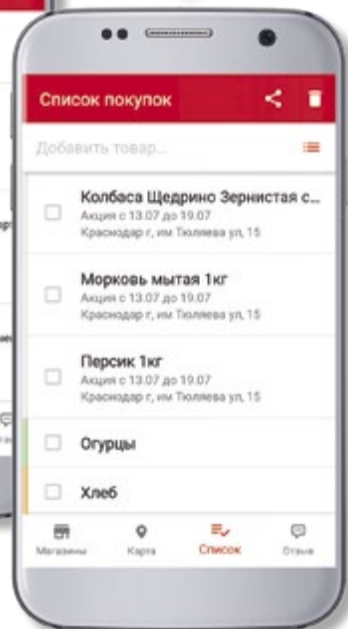 Список покупок
Добавить товар...
Колбаса Щедрино Зернистая с...
Акция с 13.07 до 19.07
Краснодар г, им Тюляева ул, 15
Морковь мытая 1кг
Акция с 13.07 до 19.07
Краснодар г, им Тюляева ул, 15
Персик 1кг
Акция с 13.07 до 19.07
Краснодар г, им Тюляева ул, 15
Огурцы
Хлеб
Магазины Карта Список Отзыв